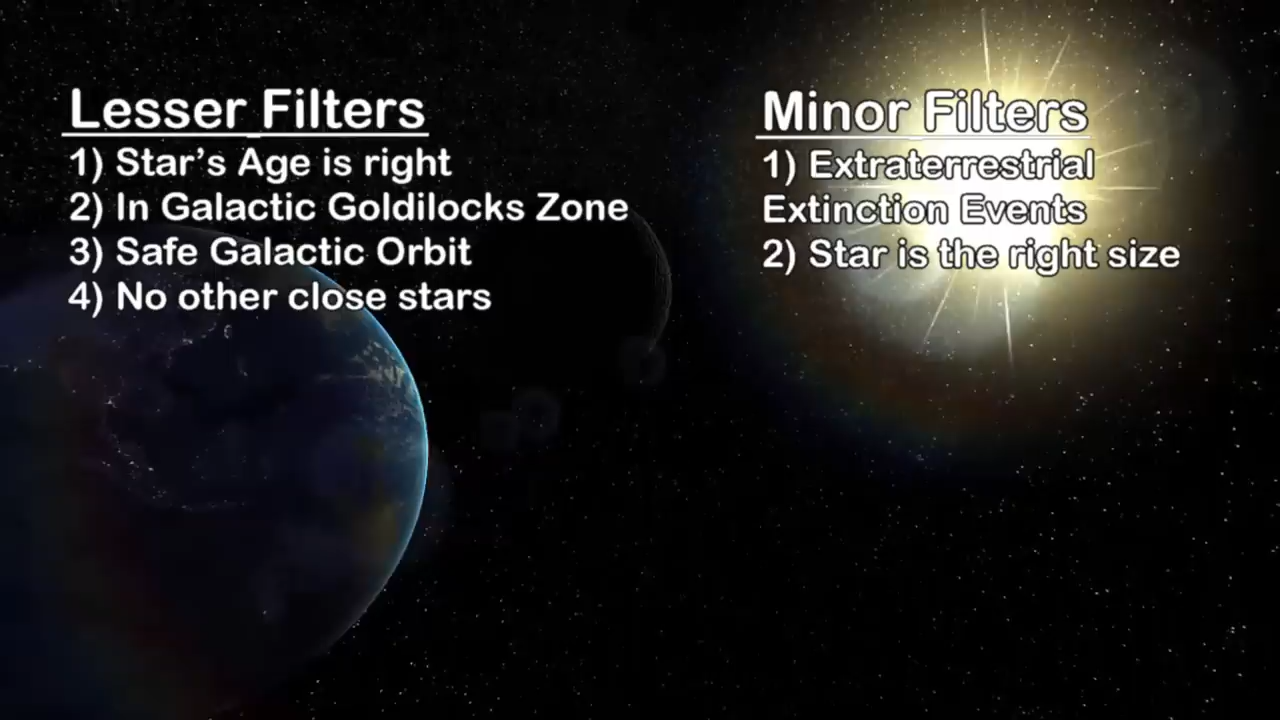 Lesser Filters
1) Star's Age is right
2) In Galactic Goldilocks Zone
3) Safe Galactic Orbit
4) No other close stars
Minor Filters
1) Extraterrestrial
Extinction Events
2) Star is the right size